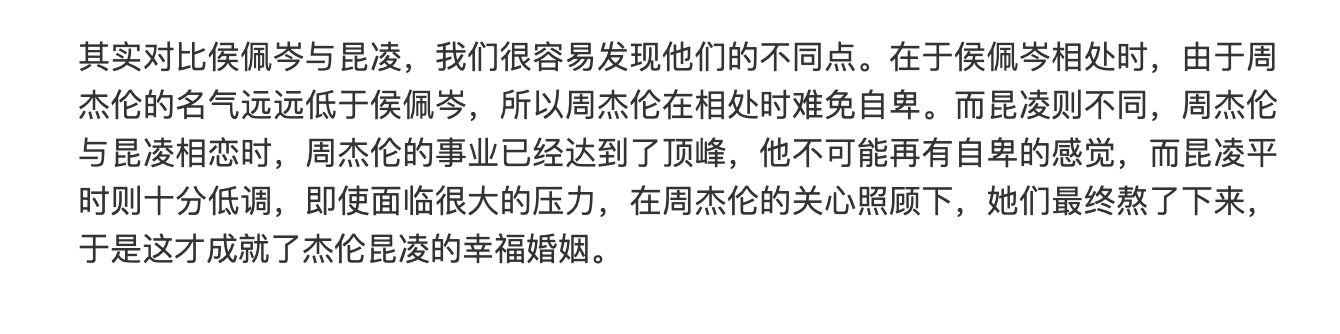 其实对比侯佩岑与昆凌，我们很容易发现他们的不同点。在于侯佩岑相处时，由于周
杰伦的名气远远低于侯佩岑，所以周杰伦在相处时难免自卑。而昆凌则不同，周杰伦
与昆凌相恋时，周杰伦的事业已经达到了顶峰，他不可能再有自卑的感觉，而昆凌平
时则十分低调，即使面临很大的压力，在周杰伦的关心照顾下，她们最终熬了下来，
于是这才成就了杰伦昆凌的幸福婚姻。